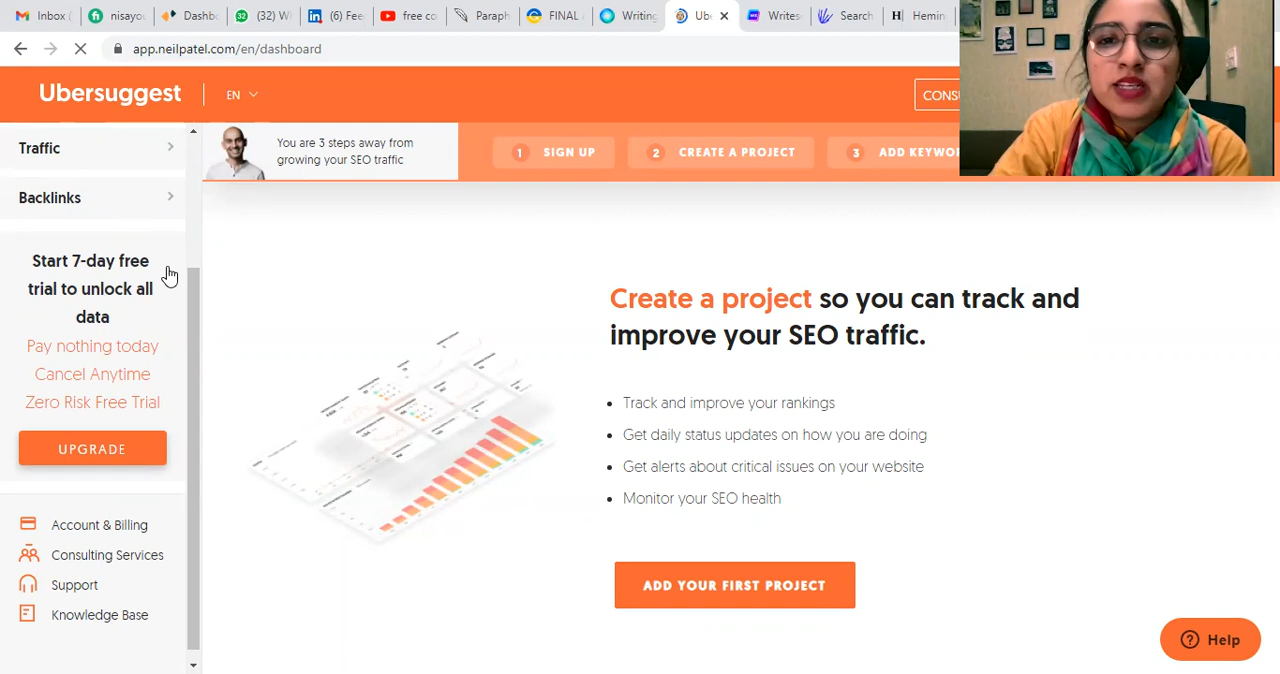 Inbox (
nisayou
Dashb
(32) W
(6) Fee
free co
Paraph
FINAL
Writing
Ub
Writes
Search
Hemin
app.neilpatel.com/en/dashboard
Ubersuggest
EN
CONSU
Traffic
Backlinks
You are 3 steps away from
growing your SEO traffic
1 SIGN UP
2 CREATE A PROJECT
3 ADD KEYWO
Start 7-day free
trial to unlock all
data
Pay nothing today
Cancel Anytime
Zero Risk Free Trial
UPGRADE
Account & Billing
Consulting Services
Support
Knowledge Base
Create a project so you can track and
improve your SEO traffic.
Track and improve your rankings
Get daily status updates on how you are doing
Get alerts about critical issues on your website
Monitor your SEO health
ADD YOUR FIRST PROJECT
Help